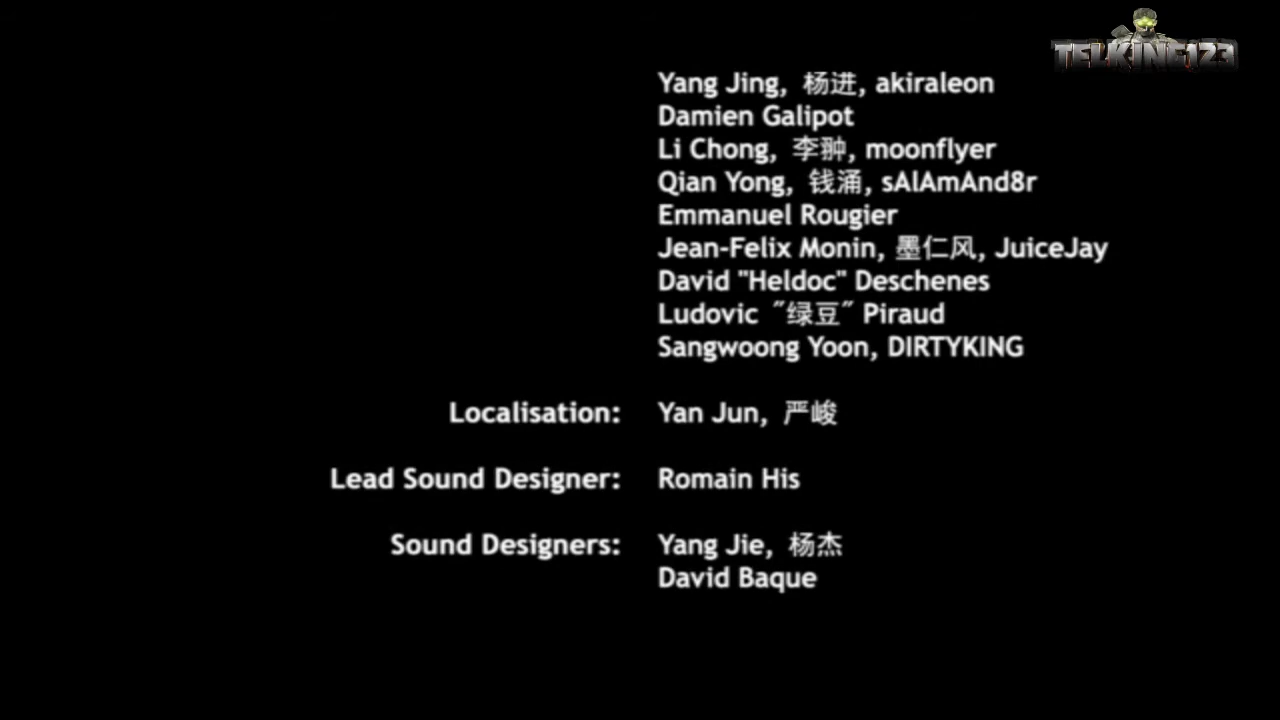 TELKINE123
Yang Jing, 杨进, akiraleon
Damien Galipot
Li Chong, 李翀, moonflyer
Qian Yong, 钱涌, sAlAmAnd8r
Emmanuel Rougier
Jean-Felix Monin, 墨仁风, JuiceJay
David "Heldoc" Deschenes
Ludovic ˝绿豆˝ Piraud
Sangwoong Yoon, DIRTYKING
Localisation: Yan Jun, 严峻
Lead Sound Designer: Romain His
Sound Designers: Yang Jie, 杨杰
David Baque